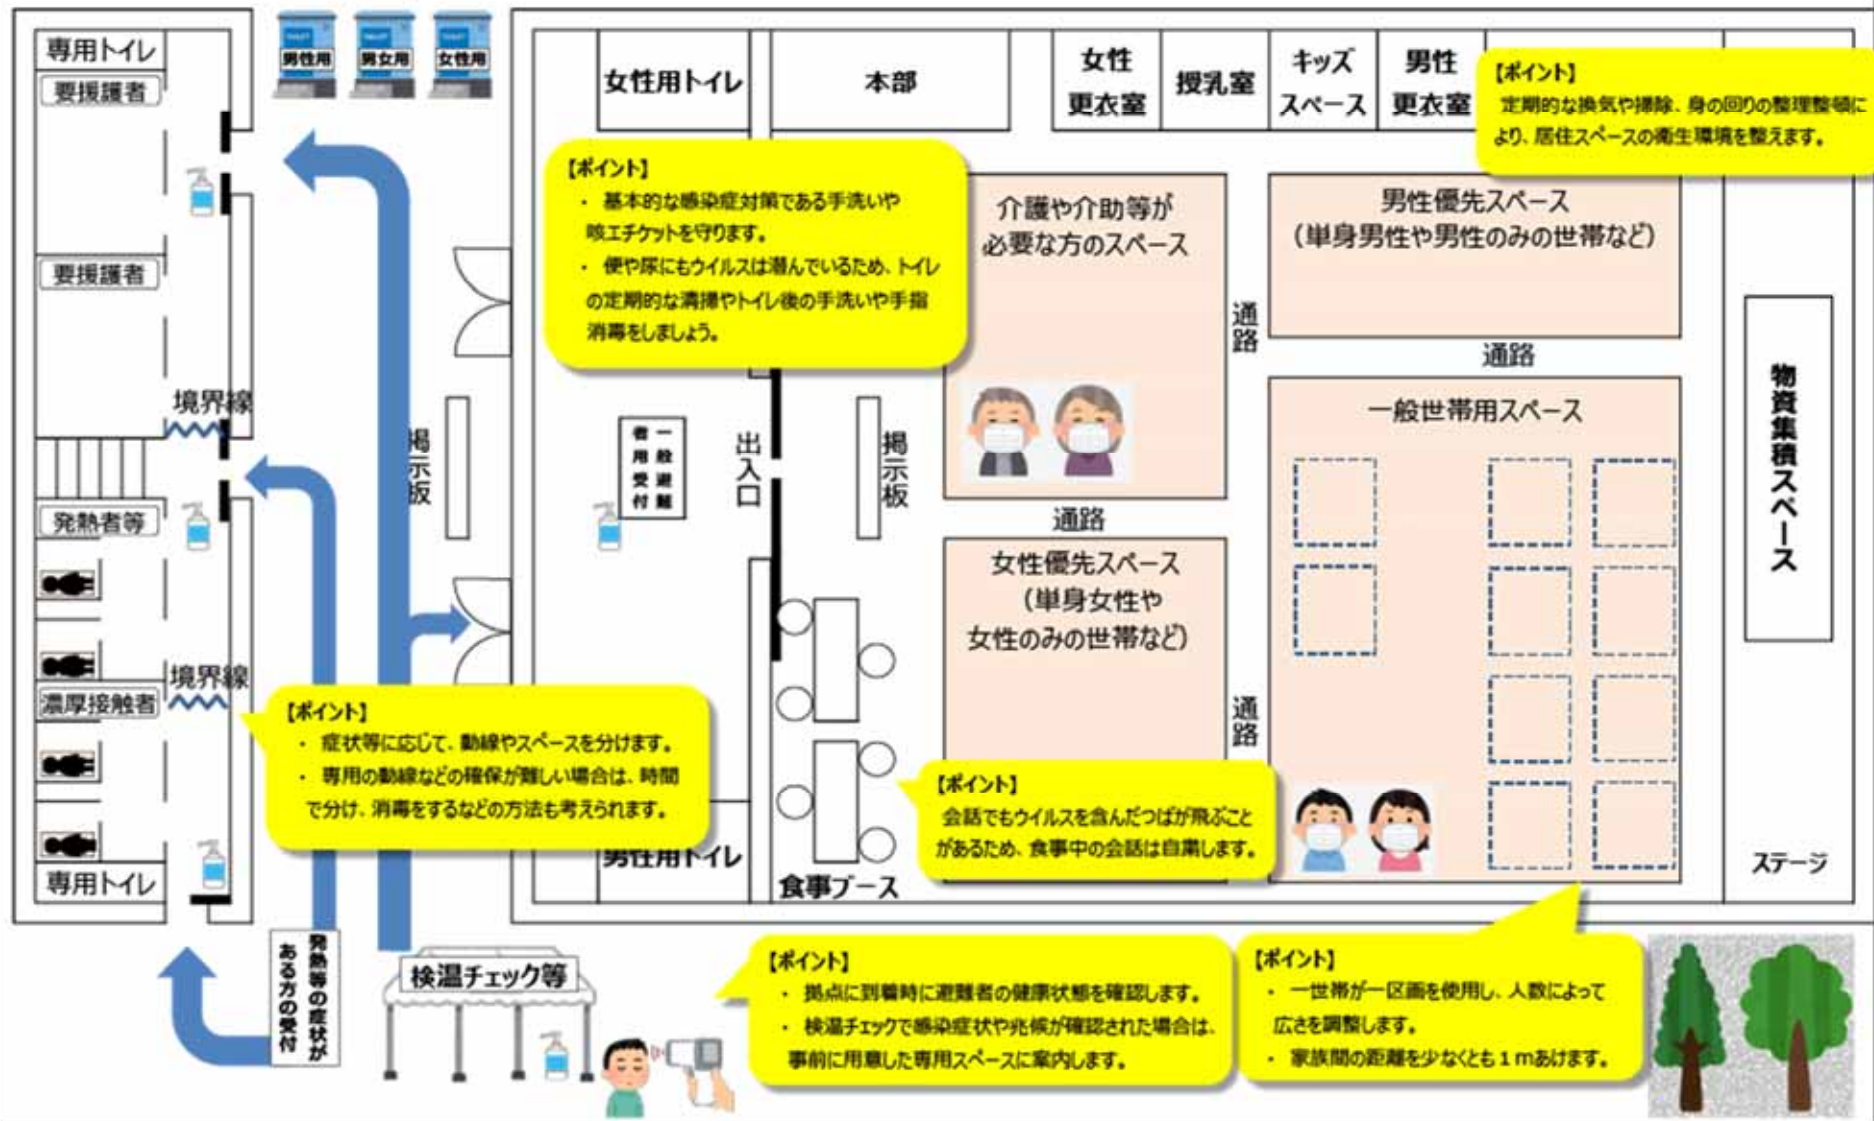 専用トイレ
要援護者
要援護者
境界線
発熱者等
境界線
濃厚接触者
専用トイレ
男性用
男女用
女性用
掲示板
発熱等の症状が
ある方の受付
検温チェック等
【ポイント】
・ 症状等に応じて、動線やスペースを分けます。
・ 専用の動線などの確保が難しい場合は、時間
で分け、消毒をするなどの方法も考えられます。
女性用トイレ
本部
女性
更衣室
授乳室
キッズ
スペース
男性
更衣室
【ポイント】
定期的な換気や掃除、身の回りの整理整頓に
より、居住スペースの衛生環境を整えます。
【ポイント】
・ 基本的な感染症対策である手洗いや
咳エチケットを守ります。
・ 便や尿にもウイルスは潜んでいるため、トイレ
の定期的な清掃やトイレ後の手洗いや手指
消毒をしましょう。
一般避難
者用受付
出入口
掲示板
男性用トイレ
食事ブース
介護や介助等が
必要な方のスペース
通路
男性優先スペース
（単身男性や男性のみの世帯など）
通路
一般世帯用スペース
通路
女性優先スペース
（単身女性や
女性のみの世帯など）
通路
物資集積スペース
ステージ
【ポイント】
会話でもウイルスを含んだつばが飛ぶこと
があるため、食事中の会話は自粛します。
【ポイント】
・ 拠点に到着時に避難者の健康状態を確認します。
・ 検温チェックで感染症状や兆候が確認された場合は、
事前に用意した専用スペースに案内します。
【ポイント】
・ 一世帯が一区画を使用し、人数によって
広さを調整します。
・ 家族間の距離を少なくとも１ｍあけます。